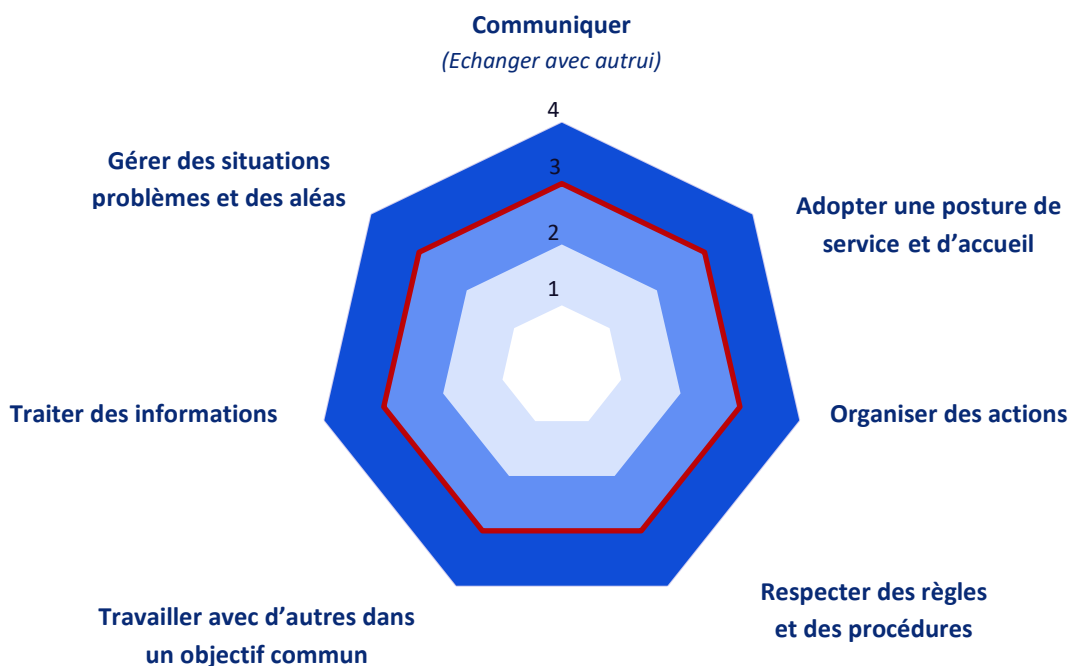 Communiquer
(Echanger avec autrui)
4
Gérer des situations
problèmes et des aléas
3
Adopter une posture de
service et d’accueil
2
1
Traiter des informations
Organiser des actions
Respecter des règles
et des procédures
Travailler avec d’autres dans
un objectif commun